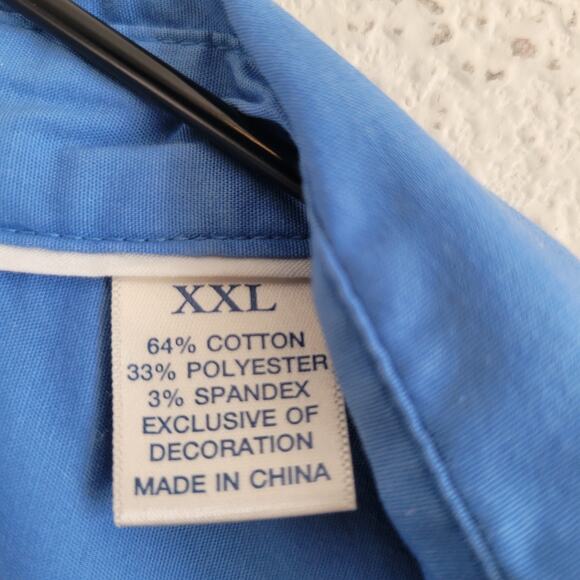 XXL
64% COTTON
33% POLYESTER
3% SPANDEX
EXCLUSIVE OF
DECORATION
MADE IN CHINA